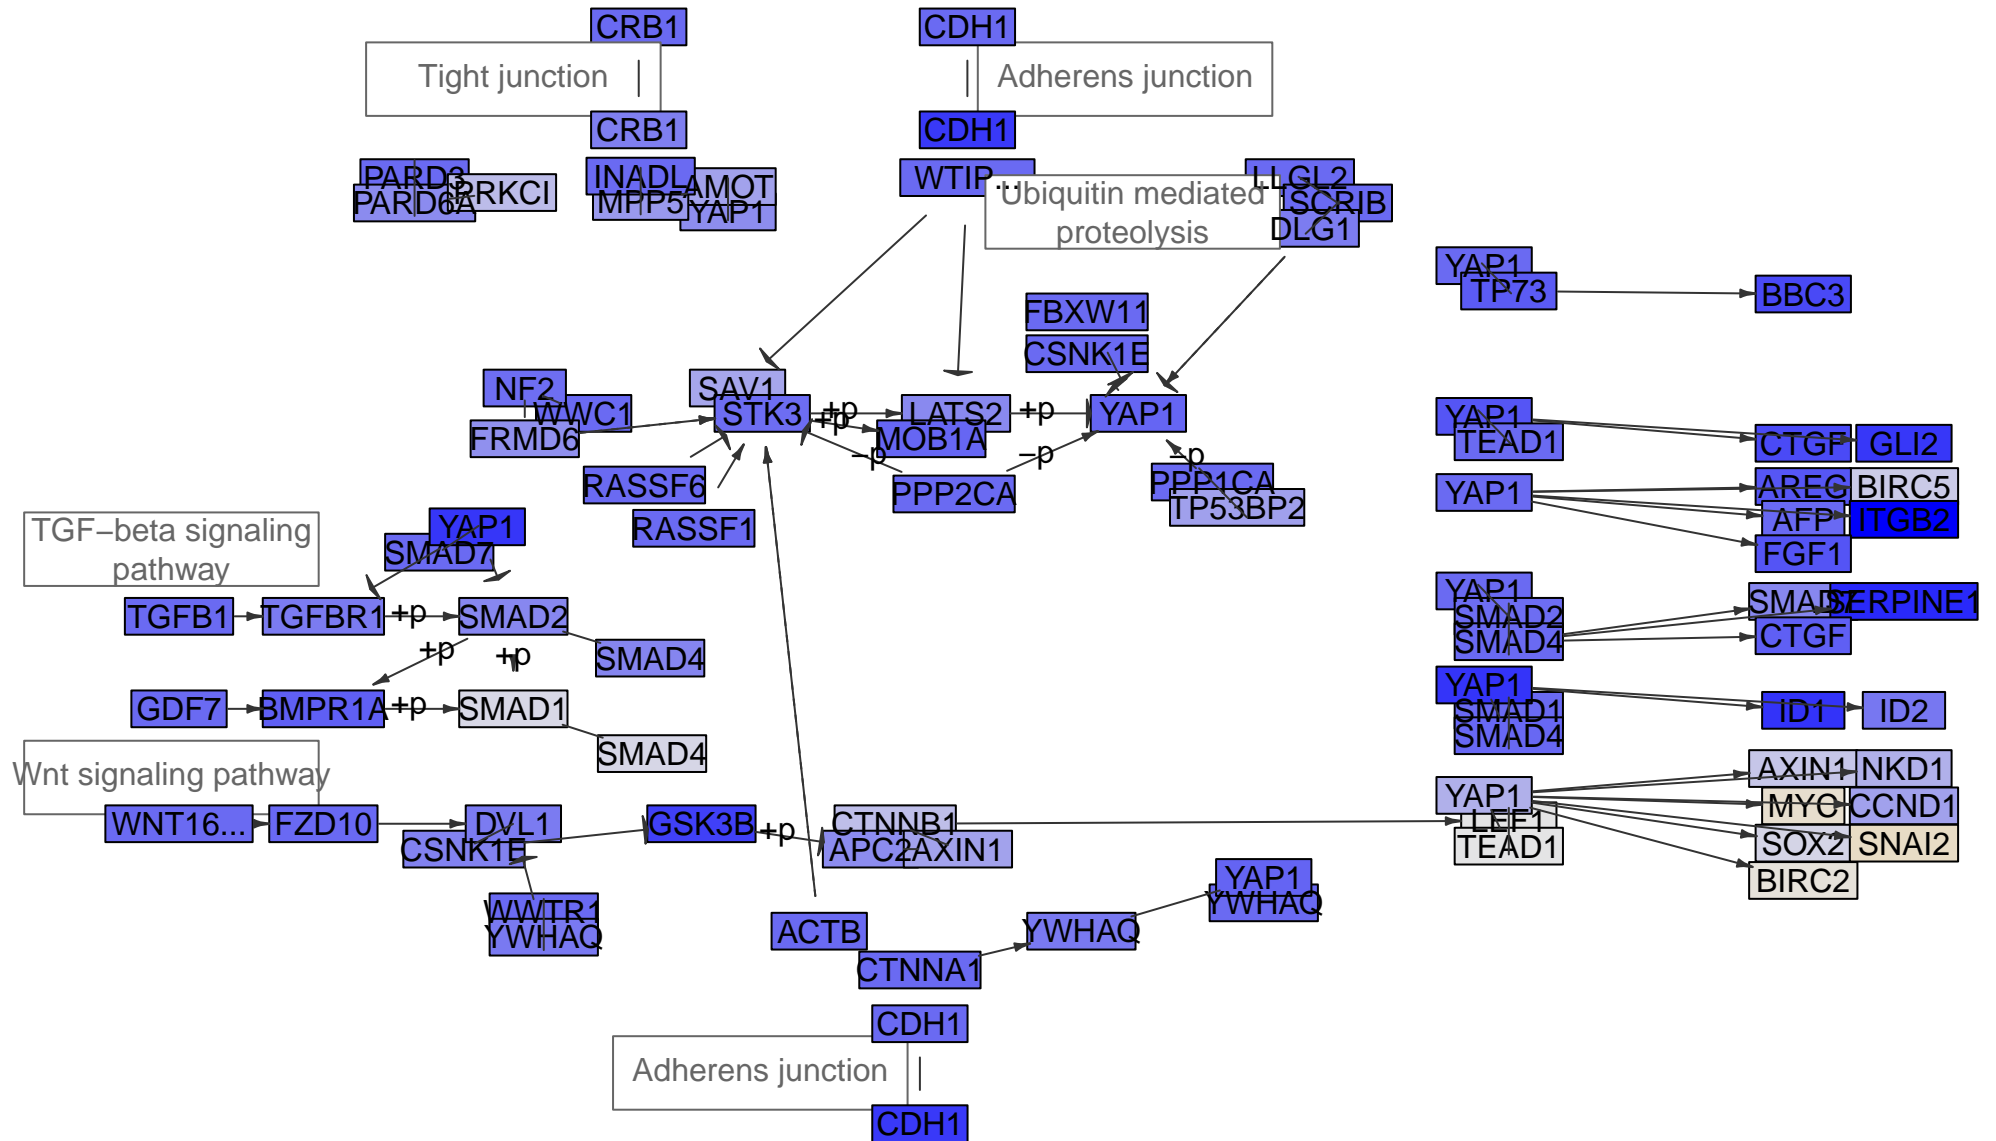 CRB1
CDH1
Tight junction
Adherens junction
CRB1
CDH1
PARD3
PRKCI
PARD6A
INADL
AMOT
MPP5
YAP1
WTIP...
LLGL2
Ubiquitin mediated
proteolysis
SCRIB
DLG1
YAP1
TP73
BBC3
FBXW11
CSNK1E
NF2
WWC1
FRMD6
SAV1
STK3
+p
+p
LATS2
MOB1A
+p
YAP1
−p
−p
−p
RASSF6
RASSF1
PPP2CA
PPP1CA
TP53BP2
YAP1
TEAD1
CTGF
GLI2
YAP1
AREG
BIRC5
AFP
ITGB2
FGF1
TGF−beta signaling
pathway
YAP1
SMAD7
TGFB1
TGFBR1
+p
SMAD2
+p
+p
SMAD4
YAP1
SMAD2
SMAD4
SMAD7
SERPINE1
CTGF
GDF7
BMPR1A
+p
SMAD1
SMAD4
YAP1
SMAD1
SMAD4
ID1
ID2
Wnt signaling pathway
WNT16...
FZD10
DVL1
CSNK1E
GSK3B
+p
CTNNB1
APC2
AXIN1
YAP1
LEF1
TEAD1
AXIN1
NKD1
MYC
CCND1
SOX2
SNAI2
BIRC2
WWTR1
YWHAQ
ACTB
CTNNA1
YWHAQ
YAP1
YWHAQ
CDH1
Adherens junction
CDH1